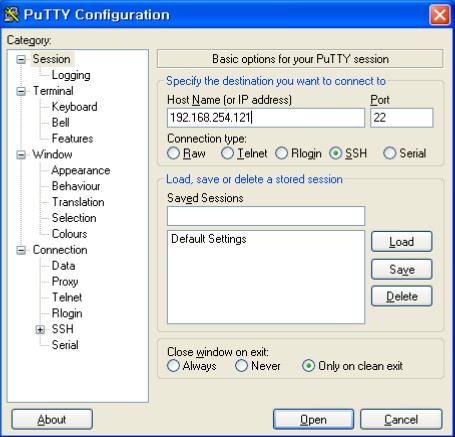 PuTTY Configuration
Category:
Session
Logging
Terminal
Keyboard
Bell
Features
Window
Appearance
Behaviour
Translation
Selection
Colours
Connection
Data
Proxy
Telnet
Rlogin
SSH
Serial
Basic options for your PuTTY session
Specify the destination you want to connect to
Host Name (or IP address) Port
192.168.254.121 22
Connection type:
Raw Telnet Rlogin SSH Serial
Load, save or delete a stored session
Saved Sessions
Default Settings
Load
Save
Delete
Close window on exit:
Always Never Only on clean exit
About Open Cancel